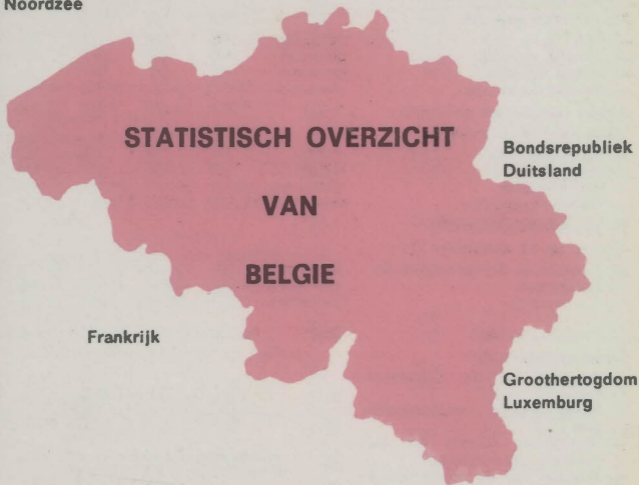 Noordzee
STATISTISCH OVERZICHT
VAN
BELGIE
Bondsrepubliek
Duitsland
Frankrijk
Groothertogdom
Luxemburg